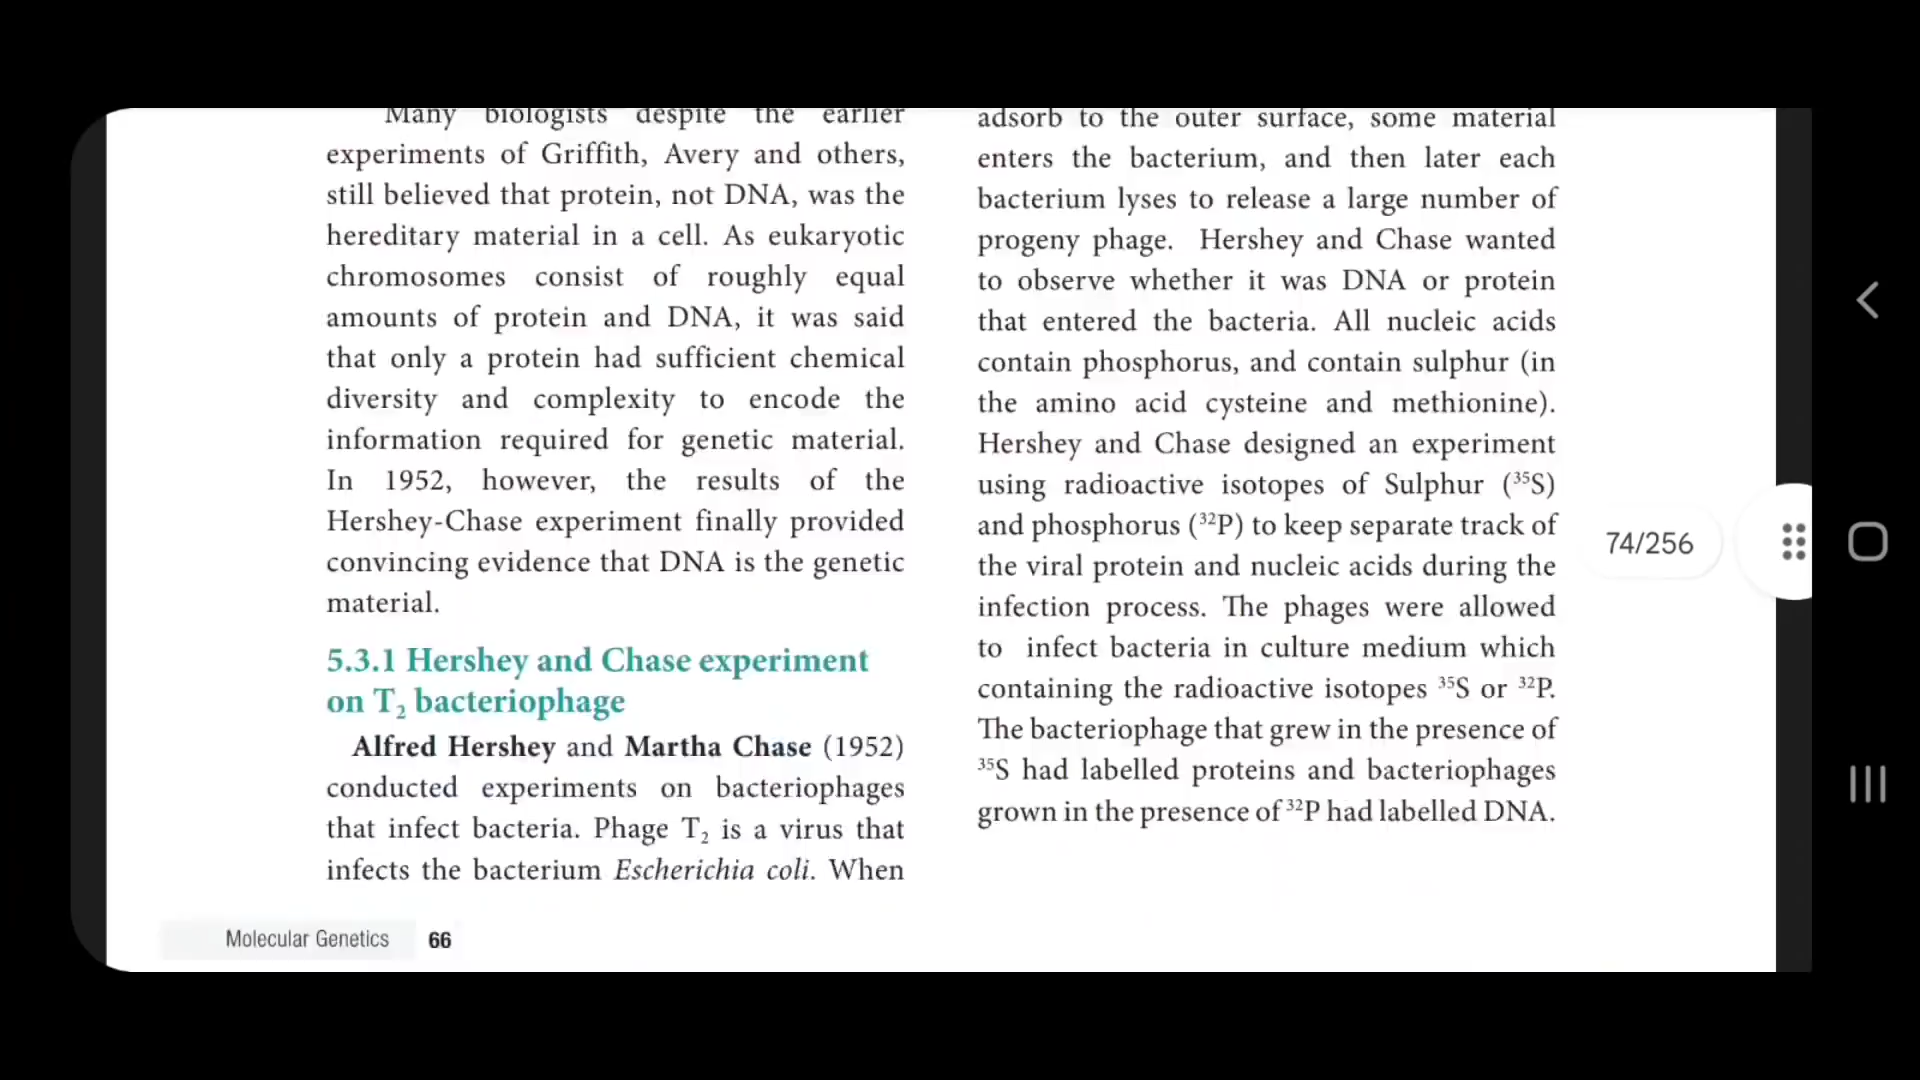 Many biologists despite the earlier
experiments of Griffith, Avery and others,
still believed that protein, not DNA, was the
hereditary material in a cell. As eukaryotic
chromosomes consist of roughly equal
amounts of protein and DNA, it was said
that only a protein had sufficient chemical
diversity and complexity to encode the
information required for genetic material.
In 1952, however, the results of the
Hershey-Chase experiment finally provided
convincing evidence that DNA is the genetic
material.
5.3.1 Hershey and Chase experiment
on T₂ bacteriophage
Alfred Hershey and Martha Chase (1952)
conducted experiments on bacteriophages
that infect bacteria. Phage T₂ is a virus that
infects the bacterium Escherichia coli. When
adsorb to the outer surface, some material
enters the bacterium, and then later each
bacterium lyses to release a large number of
progeny phage. Hershey and Chase wanted
to observe whether it was DNA or protein
that entered the bacteria. All nucleic acids
contain phosphorus, and contain sulphur (in
the amino acid cysteine and methionine).
Hershey and Chase designed an experiment
using radioactive isotopes of Sulphur (³⁵S)
and phosphorus (³²P) to keep separate track of
the viral protein and nucleic acids during the
infection process. The phages were allowed
to infect bacteria in culture medium which
containing the radioactive isotopes ³⁵S or ³²P.
The bacteriophage that grew in the presence of
³⁵S had labelled proteins and bacteriophages
grown in the presence of ³²P had labelled DNA.
74/256
Molecular Genetics 66